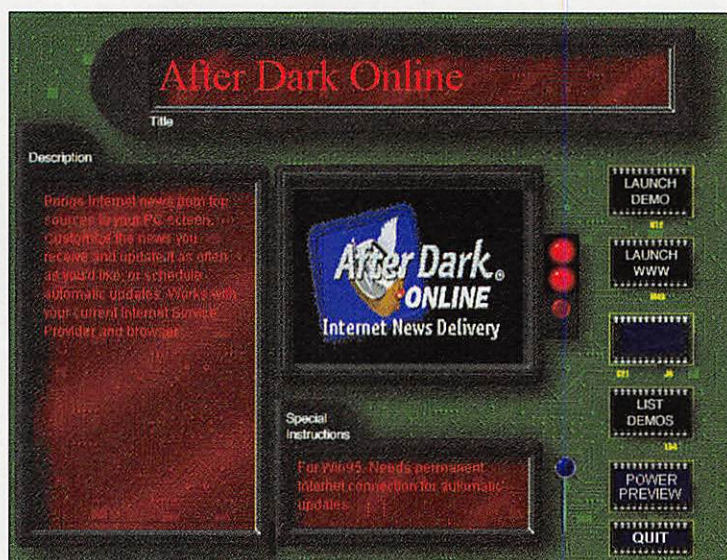 After Dark Online
Title
Description
Brings Internet news from top
sources to your PC screen.
Customize the news you
receive and update it as often
as you'd like, or schedule
automatic updates. Works with
your current Internet Service
Provider and browser.
After Dark®
ONLINE
Internet News Delivery
Special
Instructions
For Win95. Needs permanent
Internet connection for automatic
updates.
LAUNCH
DEMO
LAUNCH
WWW
LIST
DEMOS
POWER
PREVIEW
QUIT